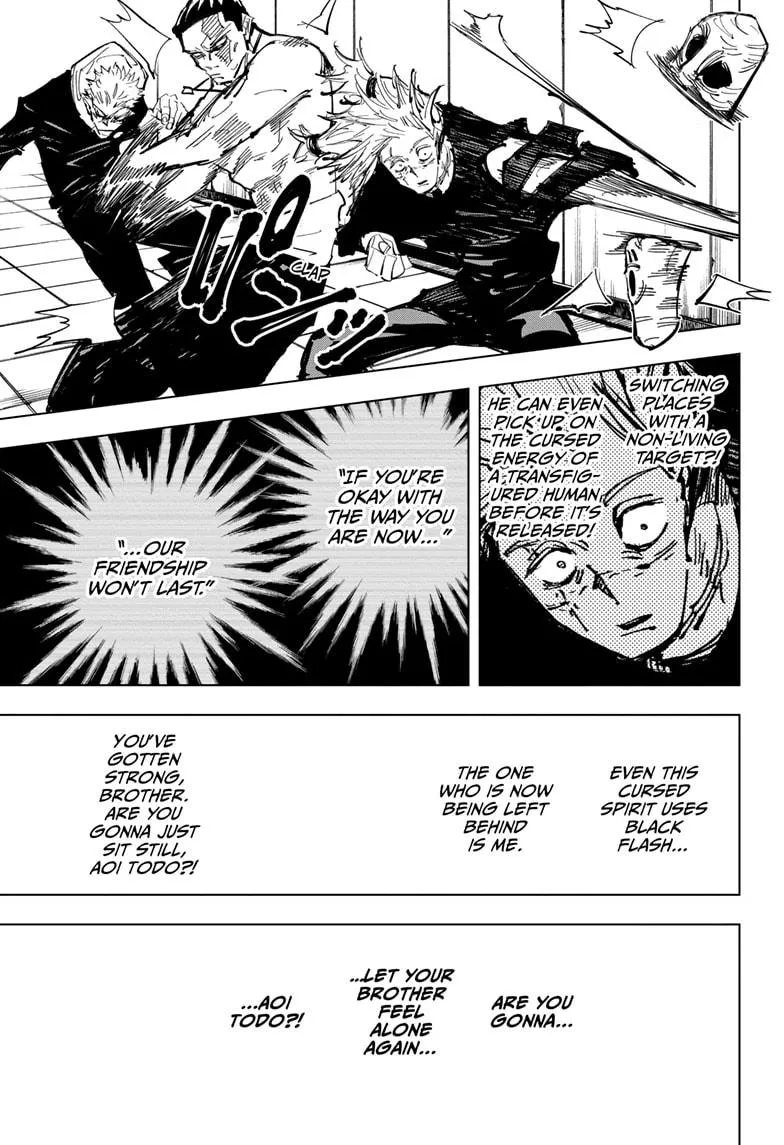 パンッ
CLAP
SWITCHING
PLACES
WITH A
NON-LIVING
TARGET?!
HE CAN EVEN
PICK UP ON
THE CURSED
ENERGY OF
A TRANSFIG-
URED HUMAN
BEFORE IT'S
RELEASED!
"IF YOU'RE
OKAY WITH
THE WAY YOU
ARE NOW..."
"...OUR
FRIENDSHIP
WON'T LAST."
EVEN THIS
CURSED
SPIRIT USES
BLACK
FLASH...
THE ONE
WHO IS NOW
BEING LEFT
BEHIND
IS ME.
YOU'VE
GOTTEN
STRONG,
BROTHER.
ARE YOU
GONNA JUST
SIT STILL,
AOI TODO?!
ARE YOU
GONNA...
...LET YOUR
BROTHER
FEEL
ALONE
AGAIN...
...AOI
TODO?!